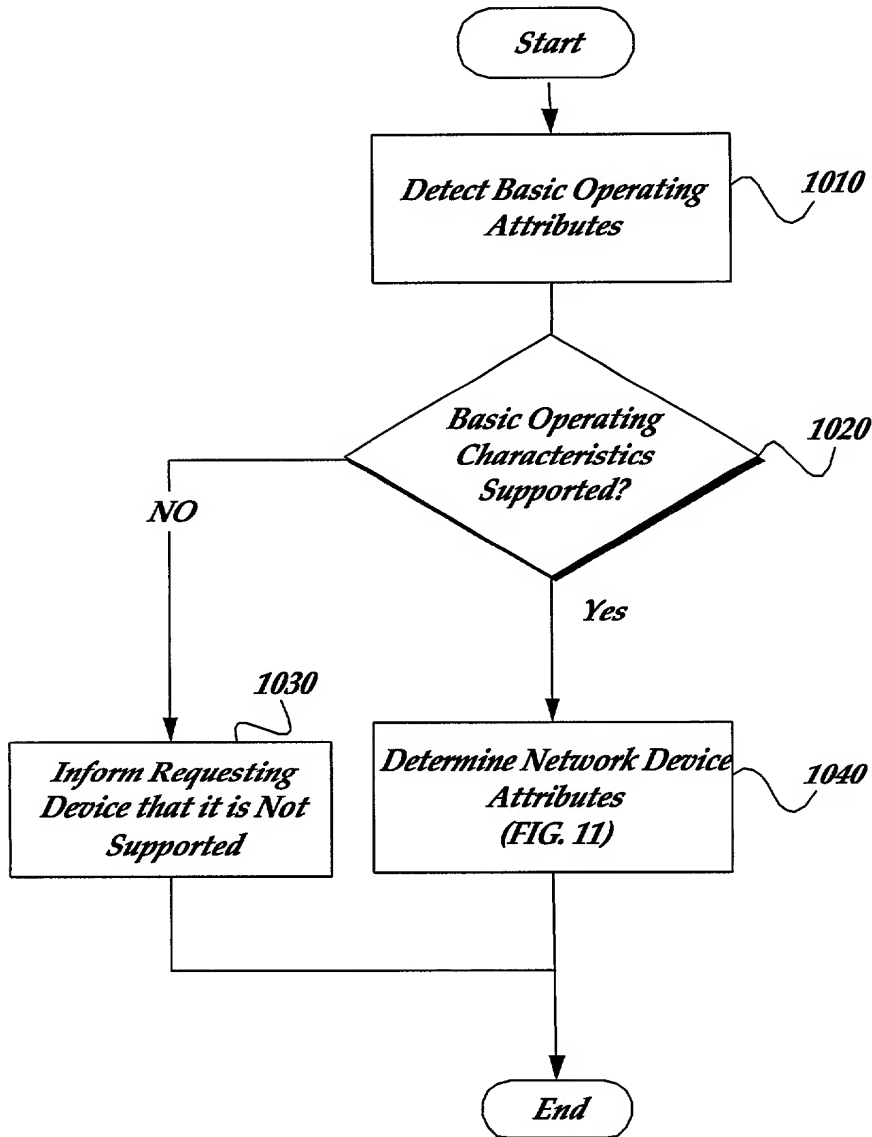 Start
Detect Basic Operating
Attributes
1010
Basic Operating
Characteristics
Supported?
1020
NO
Yes
1030
Inform Requesting
Device that it is Not
Supported
Determine Network Device
Attributes
(FIG. 11)
1040
End